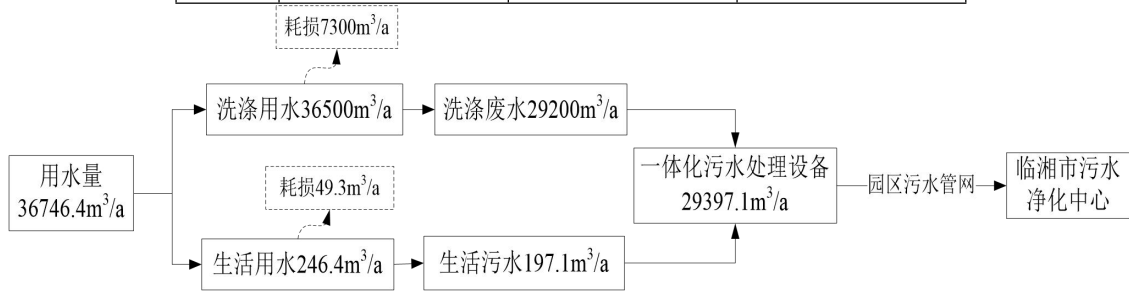 耗损7300m³/a
洗涤用水36500m³/a
洗涤废水29200m³/a
用水量
36746.4m³/a
耗损49.3m³/a
一体化污水处理设备
29397.1m³/a
园区污水管网
临湘市污水
净化中心
生活用水246.4m³/a
生活污水197.1m³/a